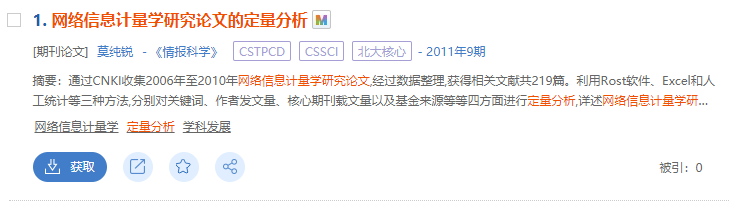 1. 网络信息计量学研究论文的定量分析 M
[期刊论文] 莫纯锐 - 《情报科学》 CSTPCD CSSCI 北大核心 - 2011年9期
摘要：通过CNKI收集2006年至2010年网络信息计量学研究论文,经过数据整理,获得相关文献共219篇。利用Rost软件、Excel和人
工统计等三种方法,分别对关键词、作者发文量、核心期刊载文量以及基金来源等等四方面进行定量分析,详述网络信息计量学研...
网络信息计量学 定量分析 学科发展
获取 被引：0